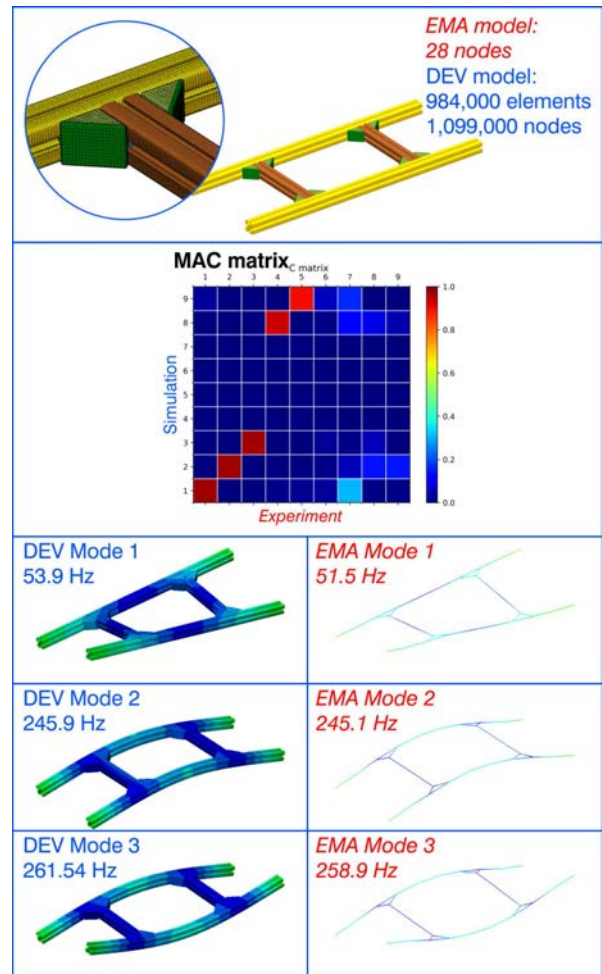 EMA model:
28 nodes
DEV model:
984,000 elements
1,099,000 nodes
MAC matrix
C matrix
1 2 3 4 5 6 7 8 9
9
8
7
6
5
4
3
2
1
Simulation
Experiment
1.0
0.8
0.6
0.4
0.2
0.0
DEV Mode 1
53.9 Hz
EMA Mode 1
51.5 Hz
DEV Mode 2
245.9 Hz
EMA Mode 2
245.1 Hz
DEV Mode 3
261.54 Hz
EMA Mode 3
258.9 Hz